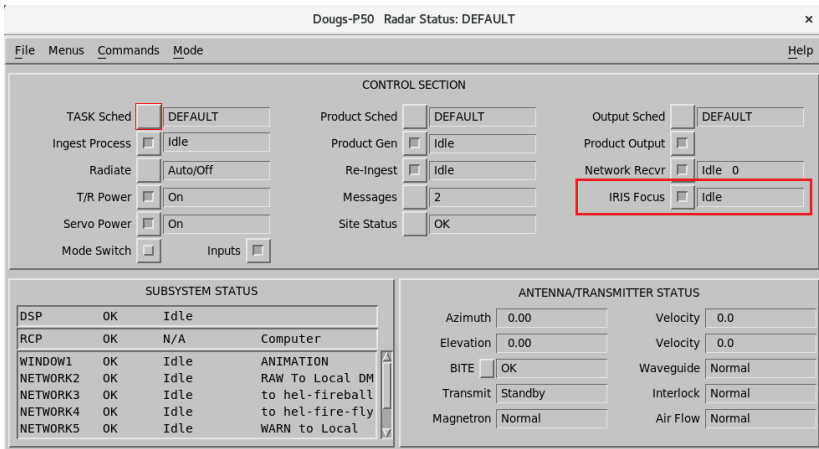 Dougs-P50 Radar Status: DEFAULT ×
File Menus Commands Mode Help
CONTROL SECTION
TASK Sched DEFAULT Product Sched DEFAULT Output Sched DEFAULT
Ingest Process Idle Product Gen Idle Product Output
Radiate Auto/Off Re-Ingest Idle Network Recvr Idle 0
T/R Power On Messages 2 IRIS Focus Idle
Servo Power On Site Status OK
Mode Switch Inputs
SUBSYSTEM STATUS
DSP OK Idle
RCP OK N/A Computer
WINDOW1 OK Idle ANIMATION
NETWORK2 OK Idle RAW To Local DM
NETWORK3 OK Idle to hel-fireball
NETWORK4 OK Idle to hel-fire-fly
NETWORK5 OK Idle WARN to Local
ANTENNA/TRANSMITTER STATUS
Azimuth 0.00 Velocity 0.0
Elevation 0.00 Velocity 0.0
BITE OK Waveguide Normal
Transmit Standby Interlock Normal
Magnetron Normal Air Flow Normal